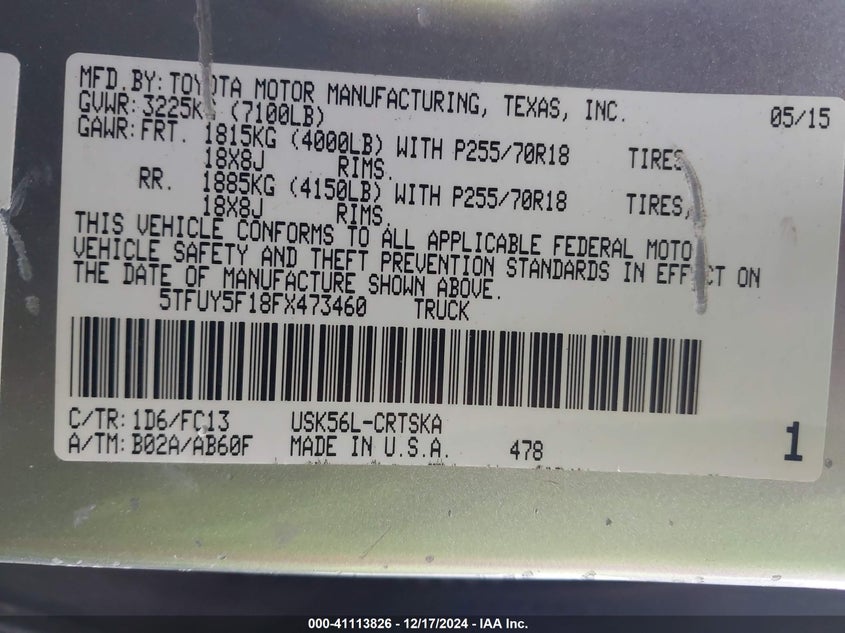 MFD.BY: TOYOTA MOTOR MANUFACTURING, TEXAS, INC. 05/15
GVWR: 3225KG (7100LB)
GAWR: FRT. 1815KG (4000LB) WITH P255/70R18 TIRES,
18X8J RIMS.
RR. 1885KG (4150LB) WITH P255/70R18 TIRES,
18X8J RIMS.
THIS VEHICLE CONFORMS TO ALL APPLICABLE FEDERAL MOTO
VEHICLE SAFETY AND THEFT PREVENTION STANDARDS IN EFFECT ON
THE DATE OF MANUFACTURE SHOWN ABOVE.
5TFUY5F18FX473460 TRUCK
C/TR: 1D6/FC13 USK56L-CRTSKA
A/TM: B02A/AB60F MADE IN U.S.A. 478 1
000-41113826 - 12/17/2024 - IAA Inc.